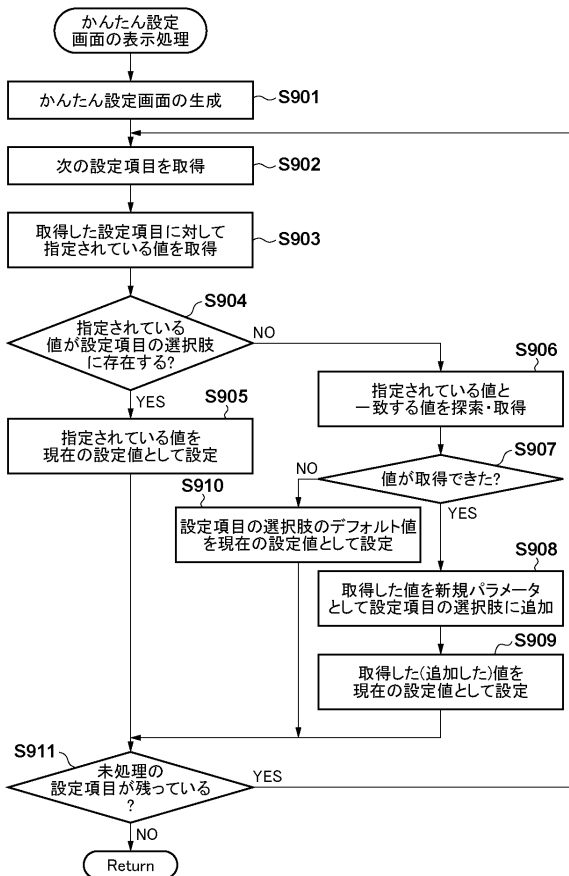 かんたん設定
画面の表示処理
かんたん設定画面の生成
S901
次の設定項目を取得
S902
取得した設定項目に対して
指定されている値を取得
S903
S904
指定されている
値が設定項目の選択肢
に存在する?
NO
YES
S905
指定されている値を
現在の設定値として設定
S906
指定されている値と
一致する値を探索・取得
S907
値が取得できた?
NO
YES
S910
設定項目の選択肢のデフォルト値
を現在の設定値として設定
S908
取得した値を新規パラメータ
として設定項目の選択肢に追加
S909
取得した(追加した)値を
現在の設定値として設定
S911
未処理の
設定項目が残っている
?
YES
NO
Return